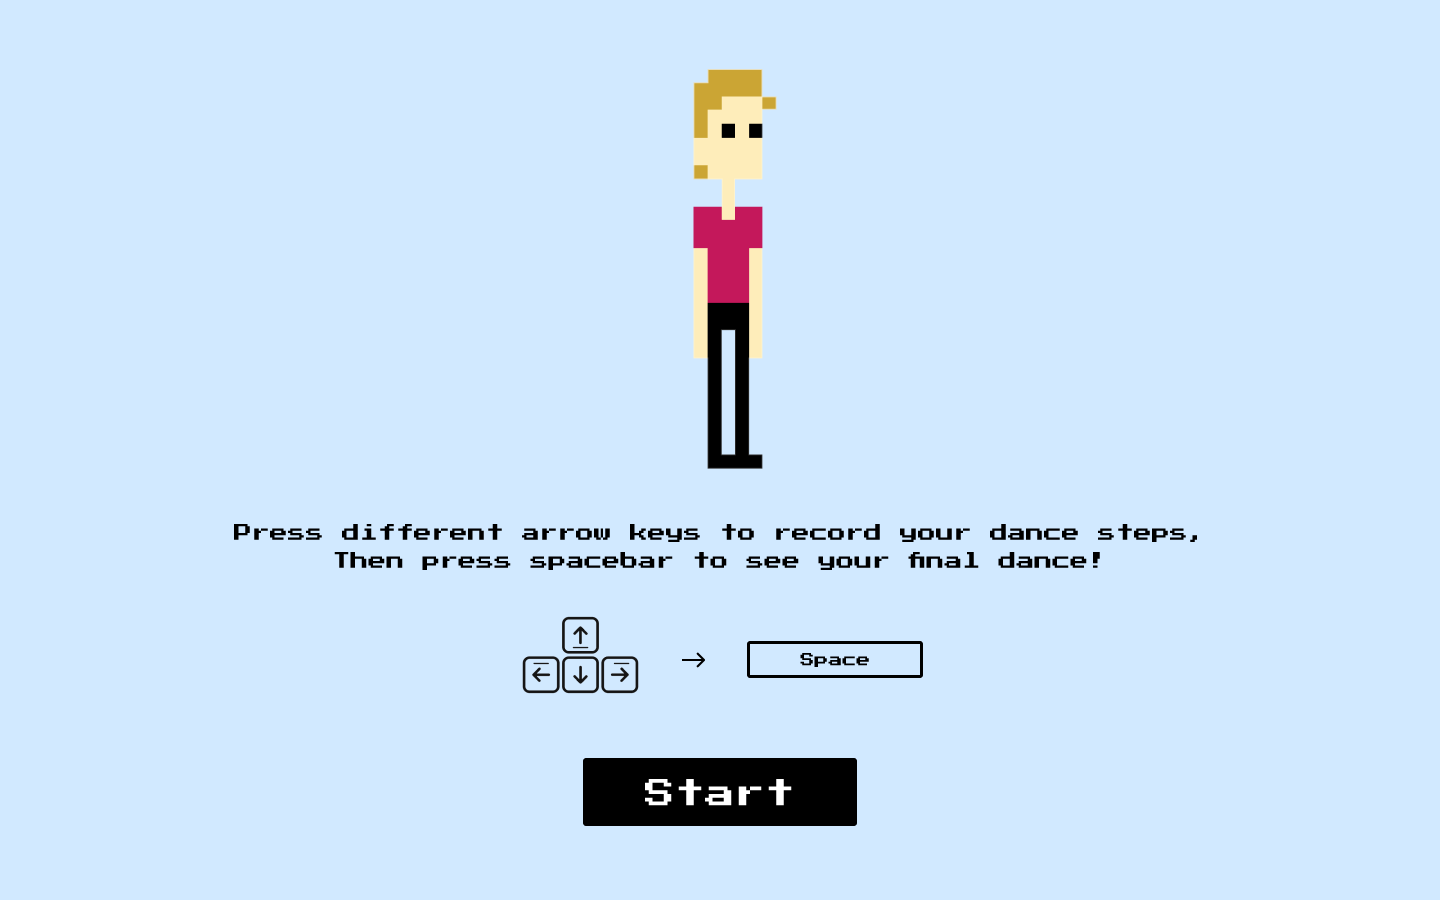 Press different arrow keys to record your dance steps,
Then press spacebar to see your final dance!
Space
Start